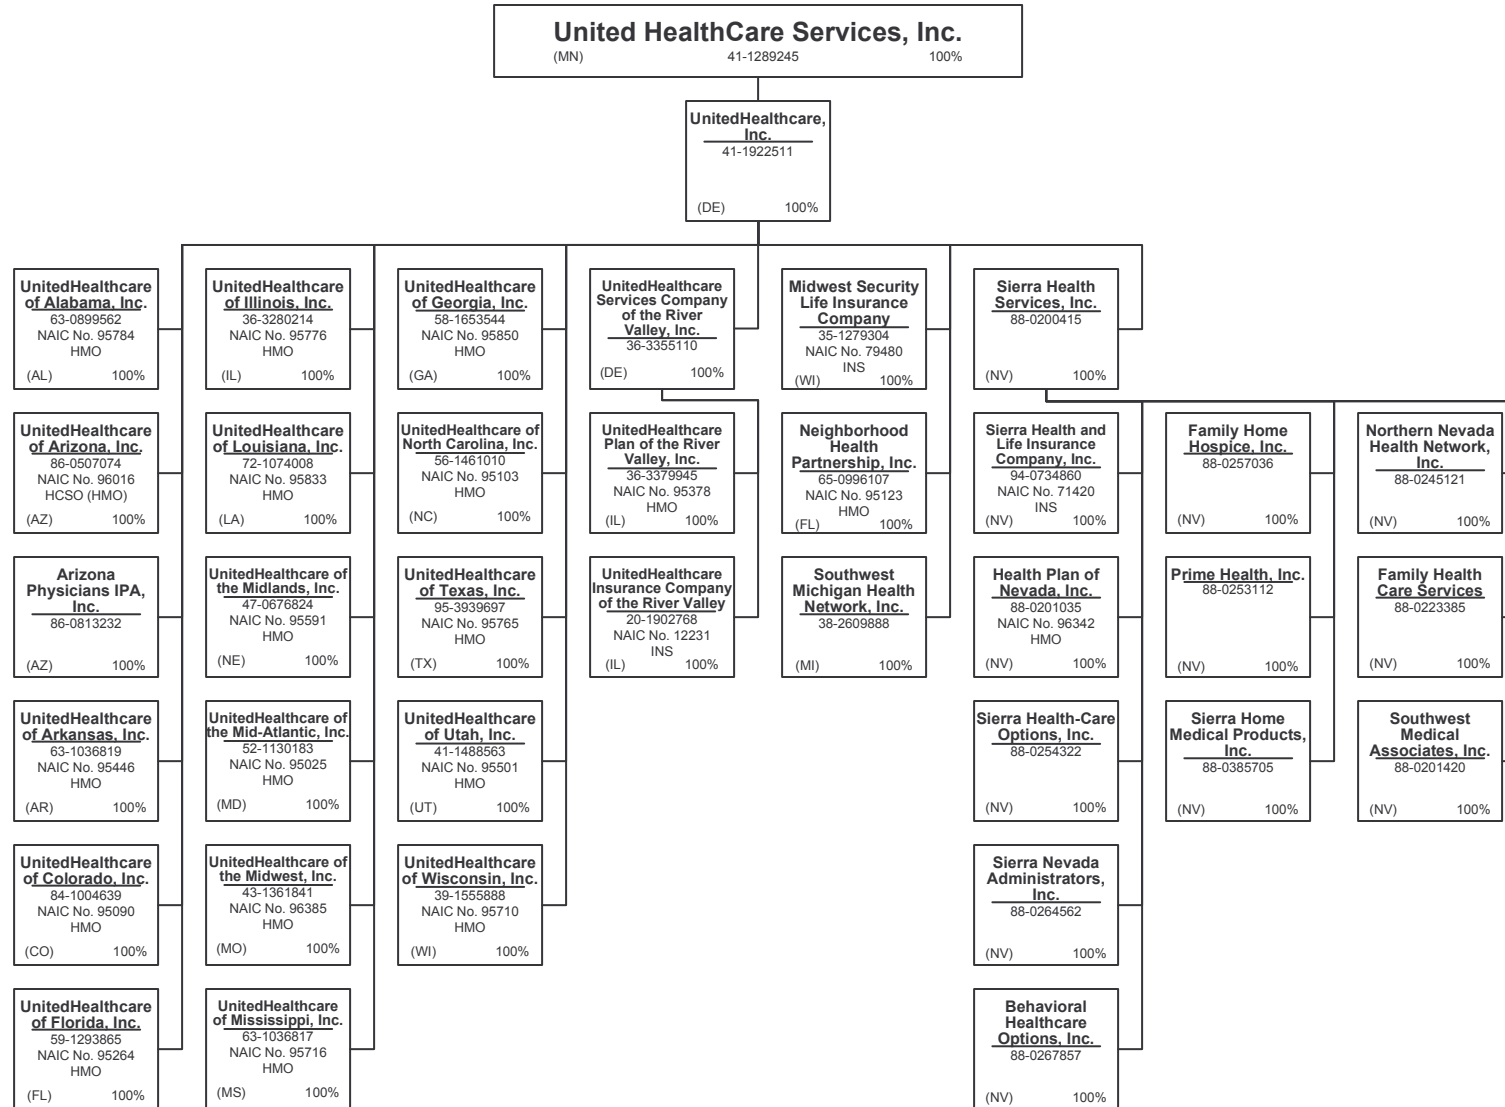 United HealthCare Services, Inc.
(MN) 41-1289245 100%
UnitedHealthcare,
Inc.
41-1922511
(DE) 100%
UnitedHealthcare
of Alabama, Inc.
63-0899562
NAIC No. 95784
HMO
(AL) 100%
UnitedHealthcare
of Illinois, Inc.
36-3280214
NAIC No. 95776
HMO
(IL) 100%
UnitedHealthcare
of Georgia, Inc.
58-1653544
NAIC No. 95850
HMO
(GA) 100%
UnitedHealthcare
Services Company
of the River
Valley, Inc.
36-3355110
(DE) 100%
Midwest Security
Life Insurance
Company
35-1279304
NAIC No. 79480
INS
(WI) 100%
Sierra Health
Services, Inc.
88-0200415
(NV) 100%
UnitedHealthcare
of Arizona, Inc.
86-0507074
NAIC No. 96016
HCSO (HMO)
(AZ) 100%
UnitedHealthcare
of Louisiana, Inc.
72-1074008
NAIC No. 95833
HMO
(LA) 100%
UnitedHealthcare of
North Carolina, Inc.
56-1461010
NAIC No. 95103
HMO
(NC) 100%
UnitedHealthcare
Plan of the River
Valley, Inc.
36-3379945
NAIC No. 95378
HMO
(IL) 100%
Neighborhood
Health
Partnership, Inc.
65-0996107
NAIC No. 95123
HMO
(FL) 100%
Sierra Health and
Life Insurance
Company, Inc.
94-0734860
NAIC No. 71420
INS
(NV) 100%
Family Home
Hospice, Inc.
88-0257036
(NV) 100%
Northern Nevada
Health Network,
Inc.
88-0245121
(NV) 100%
Arizona
Physicians IPA,
Inc.
86-0813232
(AZ) 100%
UnitedHealthcare of
the Midlands, Inc.
47-0676824
NAIC No. 95591
HMO
(NE) 100%
UnitedHealthcare
of Texas, Inc.
95-3939697
NAIC No. 95765
HMO
(TX) 100%
UnitedHealthcare
Insurance Company
of the River Valley
20-1902768
NAIC No. 12231
INS
(IL) 100%
Southwest
Michigan Health
Network, Inc.
38-2609888
(MI) 100%
Health Plan of
Nevada, Inc.
88-0201035
NAIC No. 96342
HMO
(NV) 100%
Prime Health, Inc.
88-0253112
(NV) 100%
Family Health
Care Services
88-0223385
(NV) 100%
UnitedHealthcare
of Arkansas, Inc.
63-1036819
NAIC No. 95446
HMO
(AR) 100%
UnitedHealthcare of
the Mid-Atlantic, Inc.
52-1130183
NAIC No. 95025
HMO
(MD) 100%
UnitedHealthcare
of Utah, Inc.
41-1488563
NAIC No. 95501
HMO
(UT) 100%
Sierra Health-Care
Options, Inc.
88-0254322
(NV) 100%
Sierra Home
Medical Products,
Inc.
88-0385705
(NV) 100%
Southwest
Medical
Associates, Inc.
88-0201420
(NV) 100%
UnitedHealthcare
of Colorado, Inc.
84-1004639
NAIC No. 95090
HMO
(CO) 100%
UnitedHealthcare of
the Midwest, Inc.
43-1361841
NAIC No. 96385
HMO
(MO) 100%
UnitedHealthcare
of Wisconsin, Inc.
39-1555888
NAIC No. 95710
HMO
(WI) 100%
Sierra Nevada
Administrators,
Inc.
88-0264562
(NV) 100%
UnitedHealthcare
of Florida, Inc.
59-1293865
NAIC No. 95264
HMO
(FL) 100%
UnitedHealthcare
of Mississippi, Inc.
63-1036817
NAIC No. 95716
HMO
(MS) 100%
Behavioral
Healthcare
Options, Inc.
88-0267857
(NV) 100%